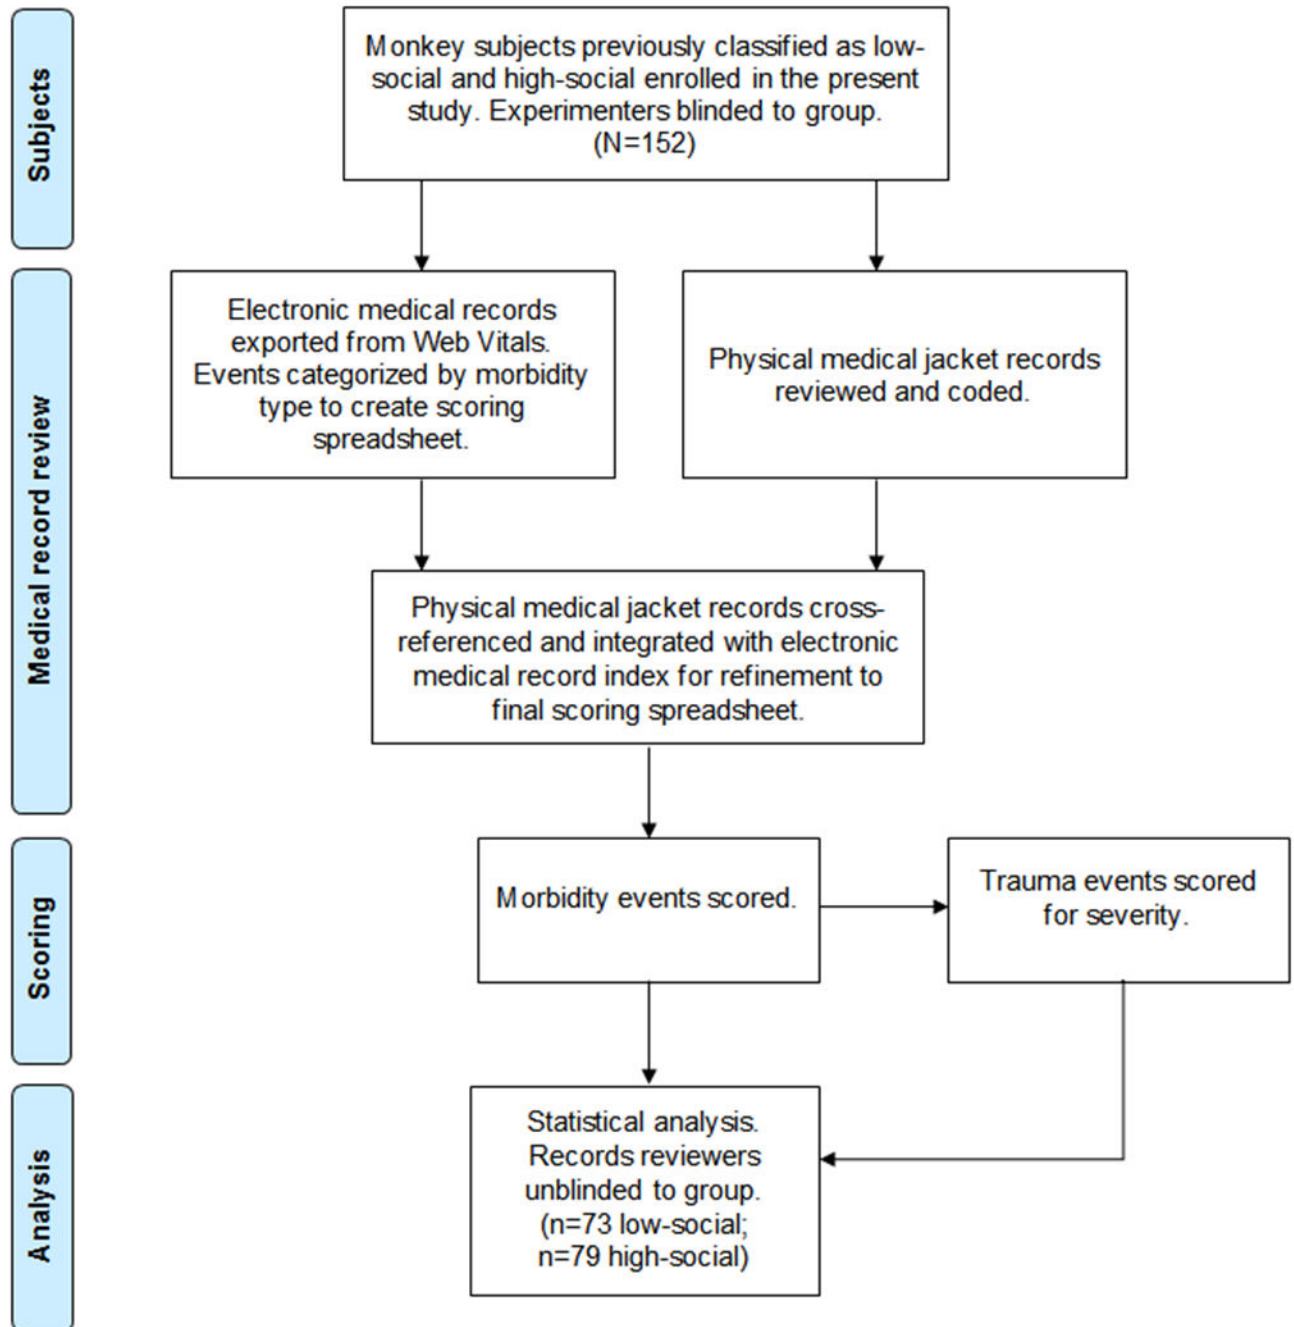 Subjects
Monkey subjects previously classified as low-
social and high-social enrolled in the present
study. Experimenters blinded to group.
(N=152)
Medical record review
Electronic medical records
exported from Web Vitals.
Events categorized by morbidity
type to create scoring
spreadsheet.
Physical medical jacket records
reviewed and coded.
Physical medical jacket records cross-
referenced and integrated with electronic
medical record index for refinement to
final scoring spreadsheet.
Scoring
Morbidity events scored.
Trauma events scored
for severity.
Analysis
Statistical analysis.
Records reviewers
unblinded to group.
(n=73 low-social;
n=79 high-social)